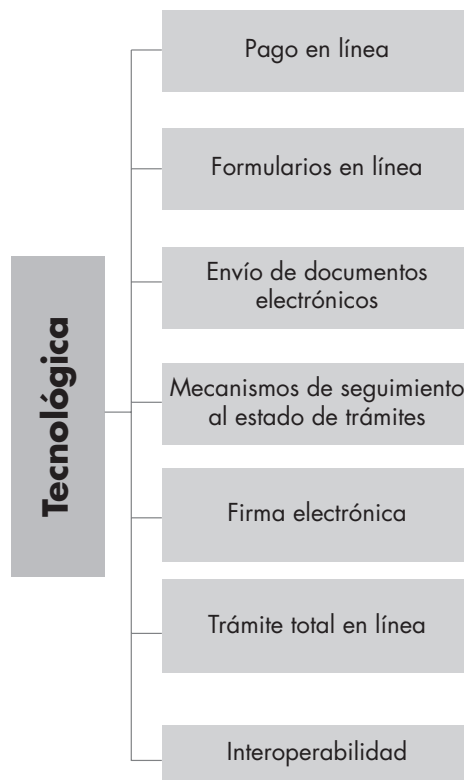 Tecnológica
Pago en línea
Formularios en línea
Envío de documentos
electrónicos
Mecanismos de seguimiento
al estado de trámites
Firma electrónica
Trámite total en línea
Interoperabilidad